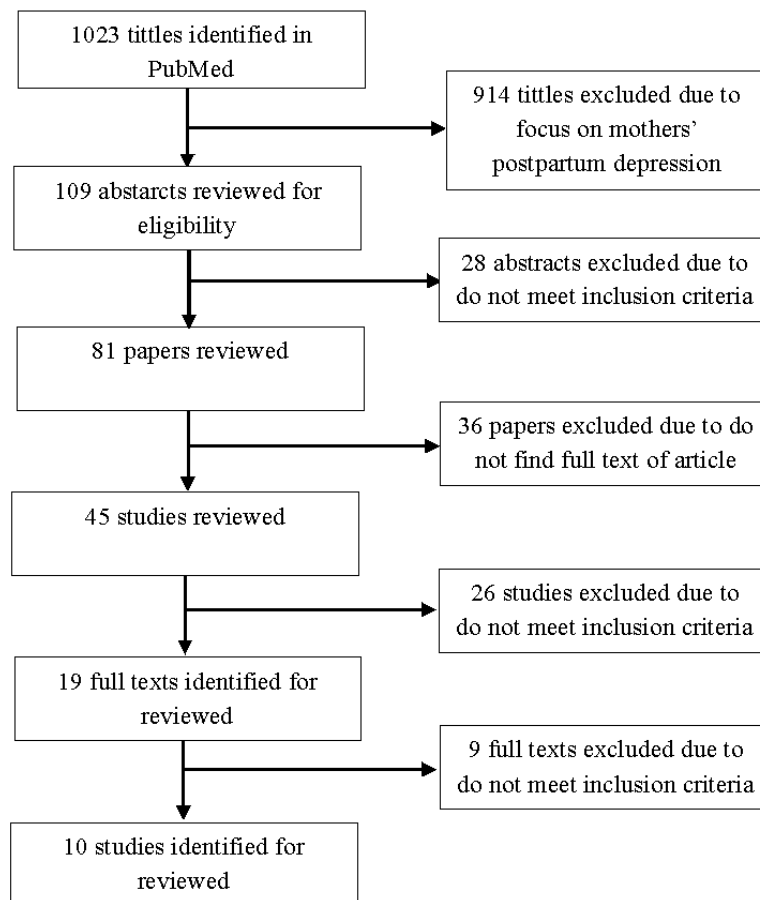 1023 tittles identified in
PubMed
914 tittles excluded due to
focus on mothers’
postpartum depression
109 abstarcts reviewed for
eligibility
28 abstracts excluded due to
do not meet inclusion criteria
81 papers reviewed
36 papers excluded due to do
not find full text of article
45 studies reviewed
26 studies excluded due to
do not meet inclusion criteria
19 full texts identified for
reviewed
9 full texts excluded due to
do not meet inclusion criteria
10 studies identified for
reviewed